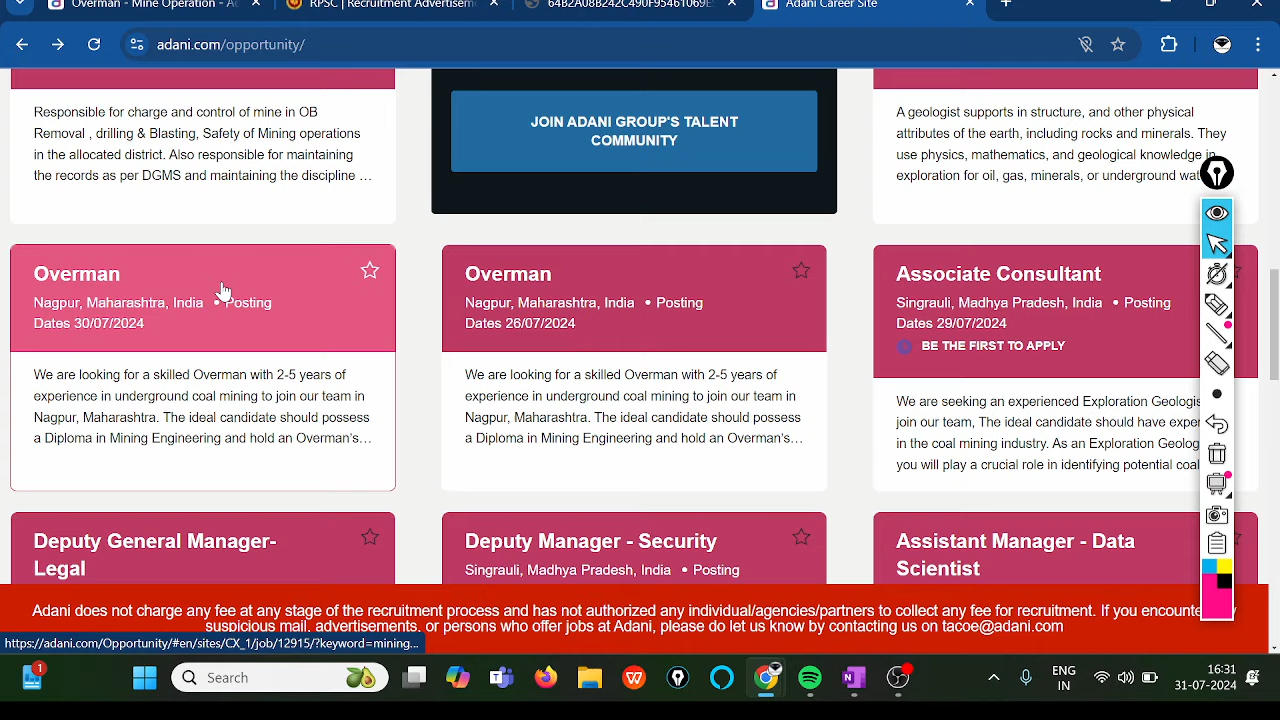 Overman - Mine Operation - A
RPSC | Recruitment Advertisem
64B2A08B242C490F95461069E
Adani Career Site
adani.com/opportunity/
Responsible for charge and control of mine in OB
Removal , drilling & Blasting, Safety of Mining operations
in the allocated district. Also responsible for maintaining
the records as per DGMS and maintaining the discipline ...
JOIN ADANI GROUP'S TALENT
COMMUNITY
A geologist supports in structure, and other physical
attributes of the earth, including rocks and minerals. They
use physics, mathematics, and geological knowledge in
exploration for oil, gas, minerals, or underground wat
Overman
Nagpur, Maharashtra, India • Posting
Dates 30/07/2024
We are looking for a skilled Overman with 2-5 years of
experience in underground coal mining to join our team in
Nagpur, Maharashtra. The ideal candidate should possess
a Diploma in Mining Engineering and hold an Overman's...
Overman
Nagpur, Maharashtra, India • Posting
Dates 26/07/2024
We are looking for a skilled Overman with 2-5 years of
experience in underground coal mining to join our team in
Nagpur, Maharashtra. The ideal candidate should possess
a Diploma in Mining Engineering and hold an Overman's...
Associate Consultant
Singrauli, Madhya Pradesh, India • Posting
Dates 29/07/2024
BE THE FIRST TO APPLY
We are seeking an experienced Exploration Geologis
join our team, The ideal candidate should have exper
in the coal mining industry. As an Exploration Geolog
you will play a crucial role in identifying potential coal
Deputy General Manager-
Legal
Deputy Manager - Security
Singrauli, Madhya Pradesh, India • Posting
Assistant Manager - Data
Scientist
Adani does not charge any fee at any stage of the recruitment process and has not authorized any individual/agencies/partners to collect any fee for recruitment. If you encounte
suspicious mail, advertisements, or persons who offer jobs at Adani, please do let us know by contacting us on tacoe@adani.com
https://adani.com/Opportunity/#en/sites/CX_1/job/12915/?keyword=mining...
1
Search
ENG
IN
16:31
31-07-2024